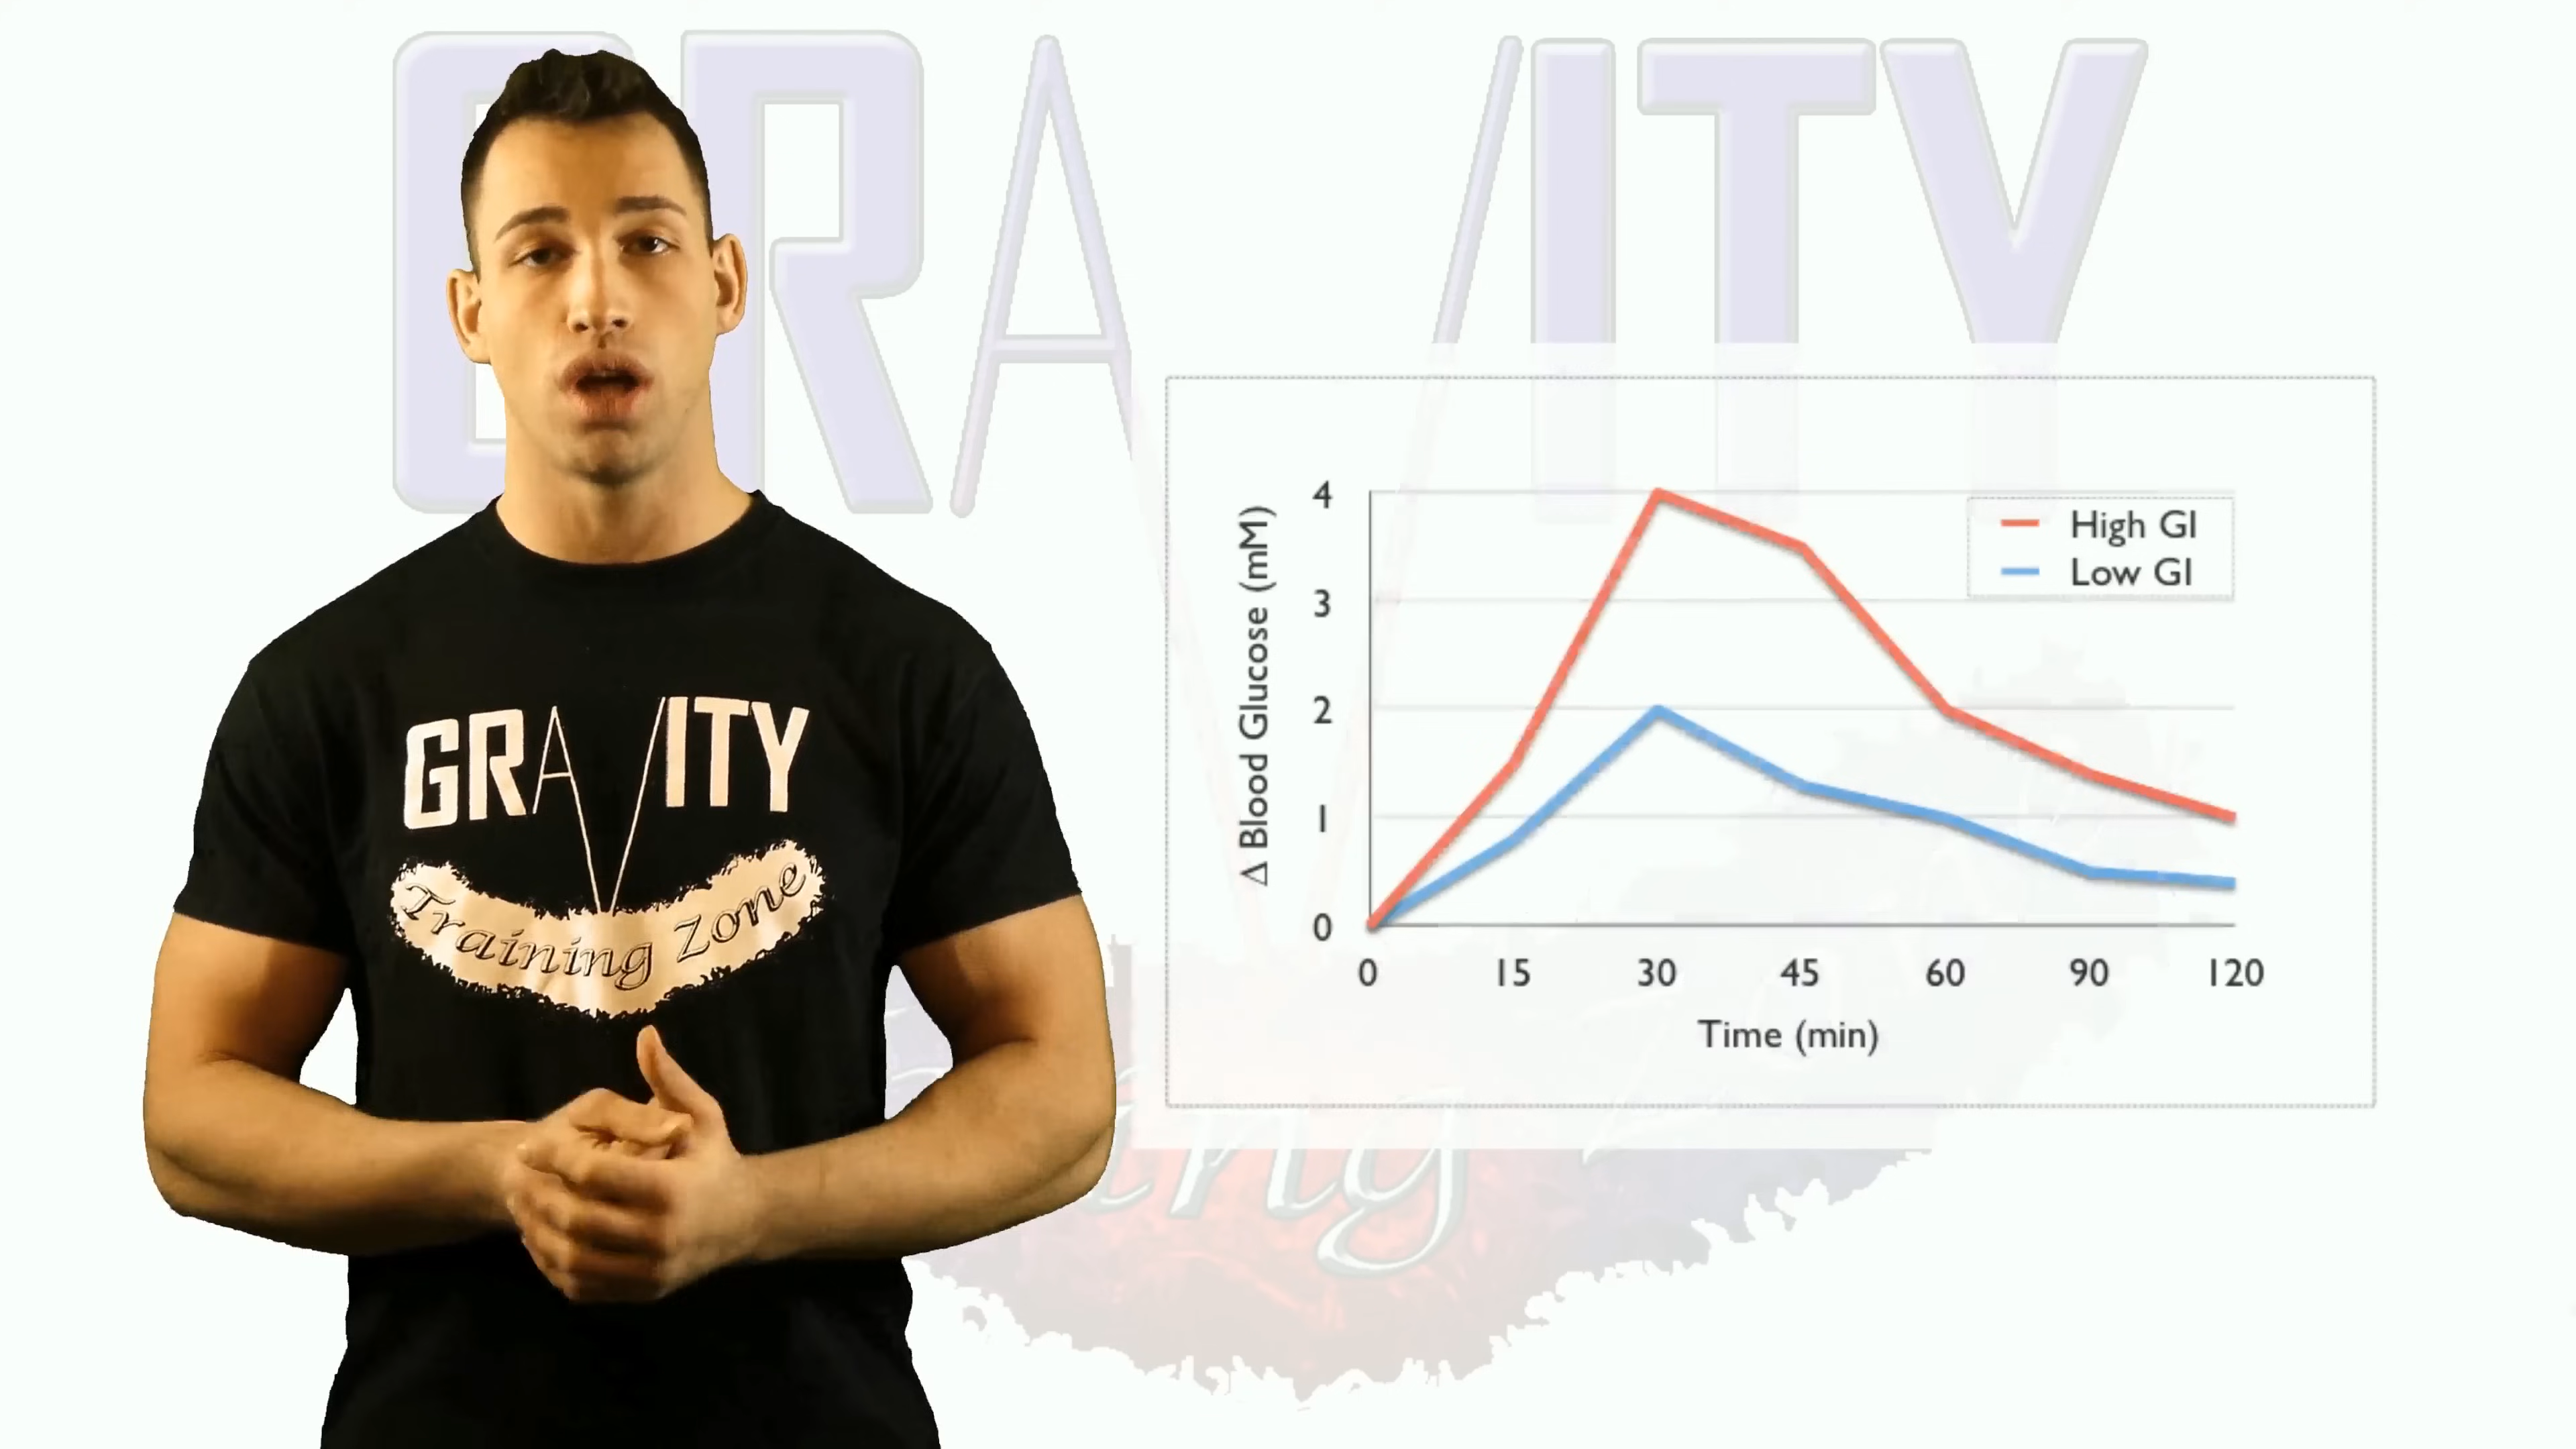 GRAVITY
GRAVITY
Training Zone
ing
High GI
Low GI
Δ Blood Glucose (mM)
4
3
2
1
0
0 15 30 45 60 90 120
Time (min)